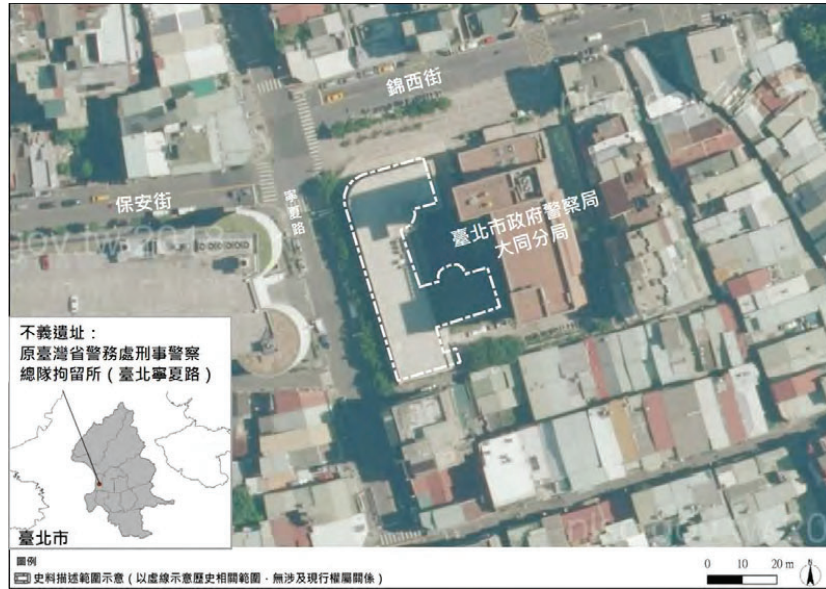 錦西街
保安街
寧夏路
臺北市政府警察局
大同分局
不義遺址：
原臺灣省警務處刑事警察
總隊拘留所（臺北寧夏路）
臺北市
圖例
史料描述範圍示意（以虛線示意歷史相關範圍，無涉及現行權屬關係）
0 10 20 m
N